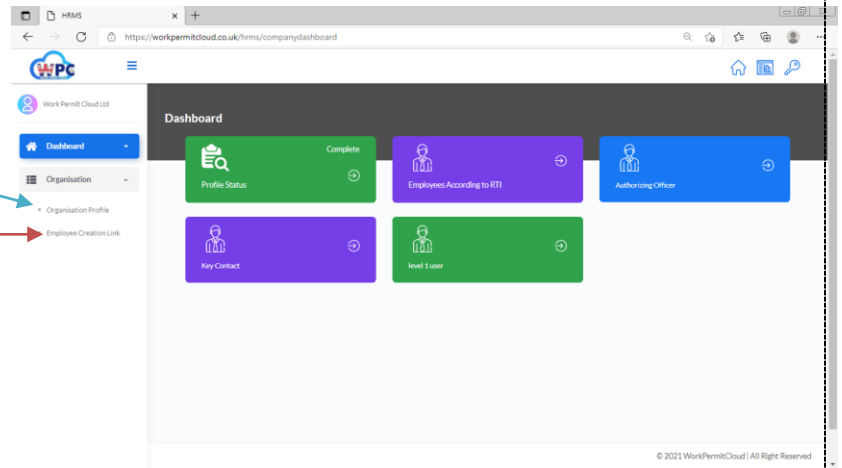 HRMS
https://workpermitcloud.co.uk/hrms/companydashboard
WPC
Work Permit Cloud Ltd
Dashboard
Organisation
Organisation Profile
Employee Creation Link
Dashboard
Complete
Profile Status
Employees According to RTI
Authorizing Officer
Key Contact
level 1 user
© 2021 WorkPermitCloud | All Right Reserved